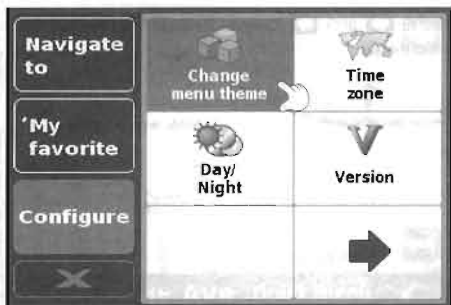 Navigate
to
My
favorite
Configure
Change
menu theme
Time
zone
Day/
Night
Version